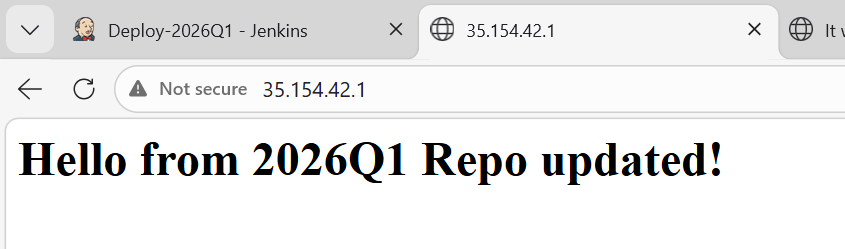 Deploy-2026Q1 - Jenkins
35.154.42.1
It
Not secure
35.154.42.1
Hello from 2026Q1 Repo updated!